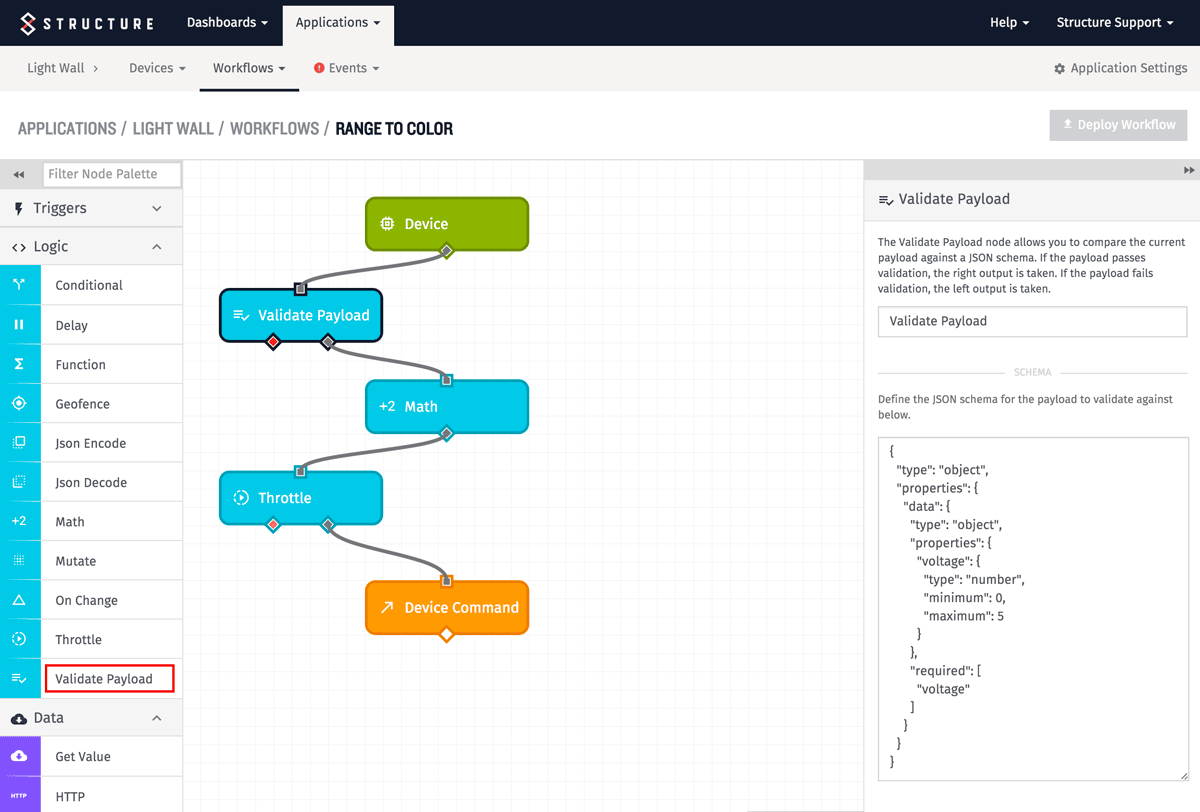 STRUCTURE
Dashboards
Applications
Help
Structure Support
Light Wall
Devices
Workflows
Events
Application Settings
APPLICATIONS / LIGHT WALL / WORKFLOWS / RANGE TO COLOR
Deploy Workflow
Filter Node Palette
Triggers
Logic
Conditional
Delay
Function
Geofence
Json Encode
Json Decode
+2 Math
Mutate
On Change
Throttle
Validate Payload
Data
Get Value
HTTP HTTP
Device
Validate Payload
+2 Math
Throttle
Device Command
Validate Payload
The Validate Payload node allows you to compare the current
payload against a JSON schema. If the payload passes
validation, the right output is taken. If the payload fails
validation, the left output is taken.
Validate Payload
SCHEMA
Define the JSON schema for the payload to validate against
below.
{
"type": "object",
"properties": {
"data": {
"type": "object",
"properties": {
"voltage": {
"type": "number",
"minimum": 0,
"maximum": 5
}
},
"required": [
"voltage"
]
}
}
}